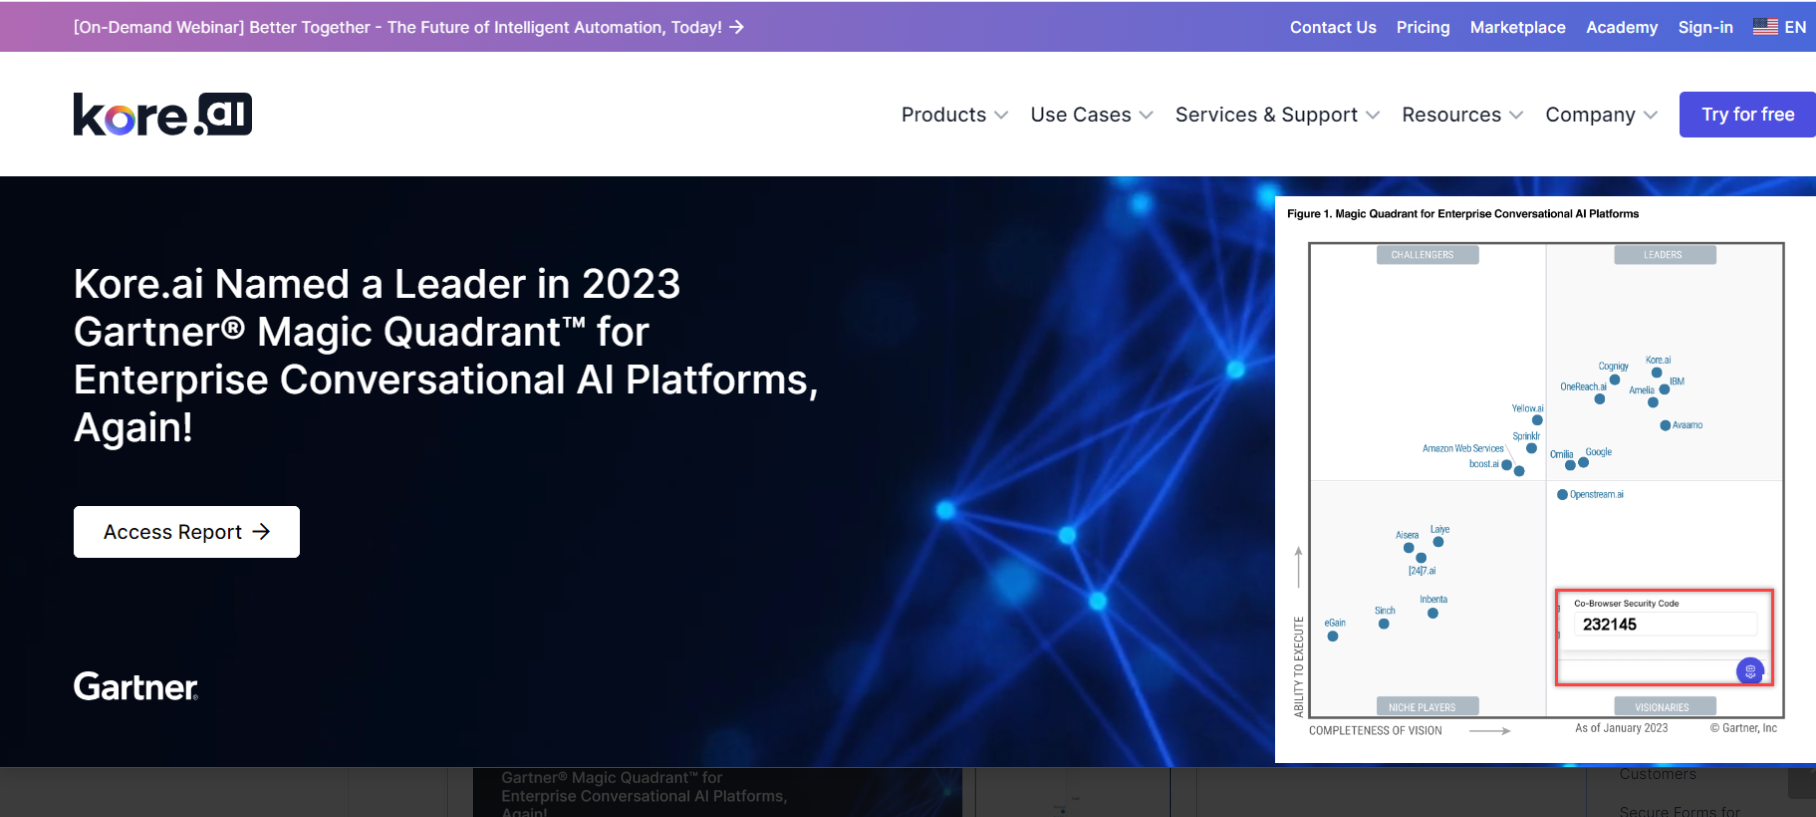 [On-Demand Webinar] Better Together - The Future of Intelligent Automation, Today! →
Contact Us
Pricing
Marketplace
Academy
Sign-in
EN
kore.ai
Products
Use Cases
Services & Support
Resources
Company
Try for free
Kore.ai Named a Leader in 2023
Gartner® Magic Quadrant™ for
Enterprise Conversational AI Platforms,
Again!
Access Report →
Gartner®
Figure 1. Magic Quadrant for Enterprise Conversational AI Platforms
CHALLENGERS
LEADERS
Kore.ai
Cognigy
IBM
OneReach.ai
Amelia
Yellow.ai
Avaamo
Sprinklr
Amazon Web Services
Omilia
Google
boost.ai
Openstream.ai
Aisera
Laiye
[24]7.ai
Inbenta
Sinch
eGain
Co-Browser Security Code
232145
ABILITY TO EXECUTE
NICHE PLAYERS
VISIONARIES
COMPLETENESS OF VISION
As of January 2023
© Gartner, Inc
Gartner® Magic Quadrant™ for
Enterprise Conversational AI Platforms,
Again!
Customers
Secure Forms for